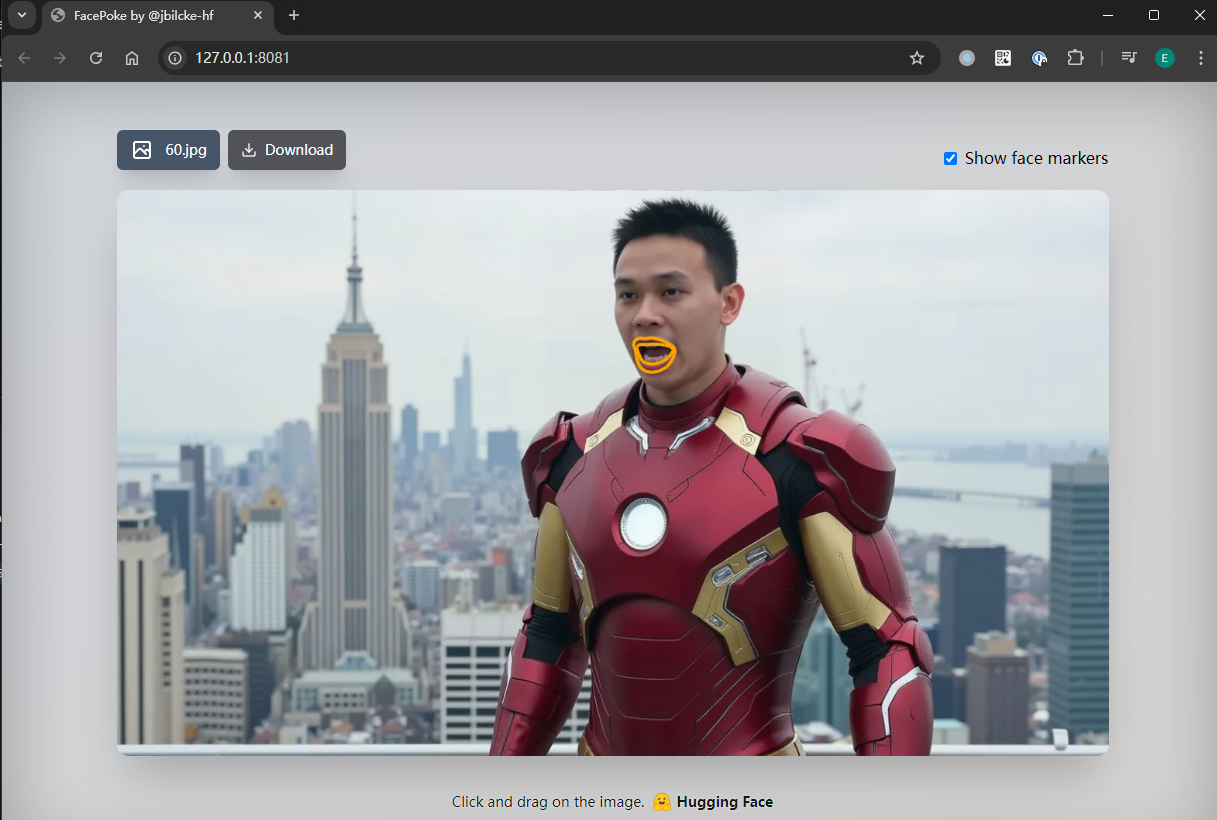 FacePoke by @jbilcke-hf
127.0.0.1:8081
E
60.jpg
Download
Show face markers
Click and drag on the image. 🤗 Hugging Face